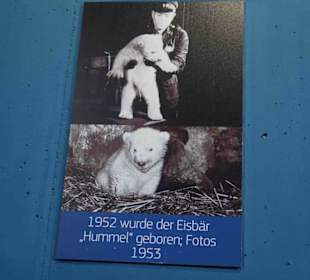 1952 wurde der Eisbär
„Hummel“ geboren; Fotos
1953